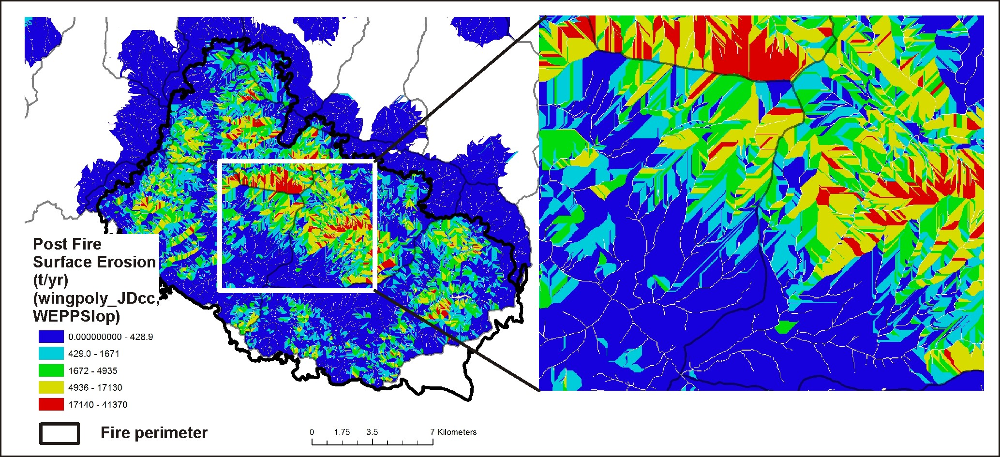 Post Fire
Surface Erosion
(t/yr)
(wingpoly_JDcc,
WEPPSlop)
0.000000000 - 428.9
429.0 - 1671
1672 - 4935
4936 - 17130
17140 - 41370
Fire perimeter
0 1.75 3.5 7 Kilometers